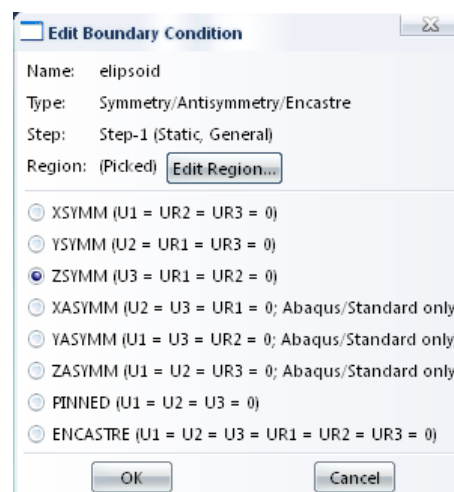 Edit Boundary Condition
Name: elipsoid
Type: Symmetry/Antisymmetry/Encastre
Step: Step-1 (Static, General)
Region: (Picked) Edit Region...
XSYMM (U1 = UR2 = UR3 = 0)
YSYMM (U2 = UR1 = UR3 = 0)
ZSYMM (U3 = UR1 = UR2 = 0)
XASYMM (U2 = U3 = UR1 = 0; Abaqus/Standard only
YASYMM (U1 = U3 = UR2 = 0; Abaqus/Standard only
ZASYMM (U1 = U2 = UR3 = 0; Abaqus/Standard only
PINNED (U1 = U2 = U3 = 0)
ENCASTRE (U1 = U2 = U3 = UR1 = UR2 = UR3 = 0)
OK Cancel